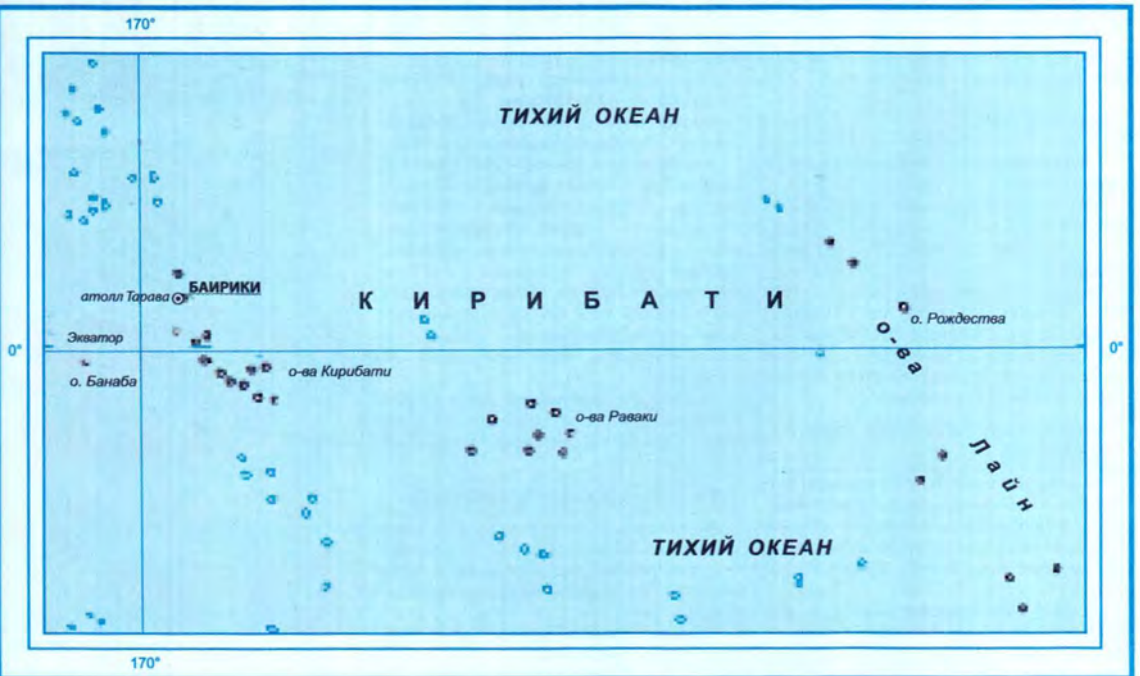 170°
ТИХИЙ ОКЕАН
БАИРИКИ
атолл Тарава
КИРИБАТИ
о. Рождества
Экватор
0°
0°
о. Банаба
о-ва Кирибати
о-ва Раваки
о-ва Лайн
ТИХИЙ ОКЕАН
170°